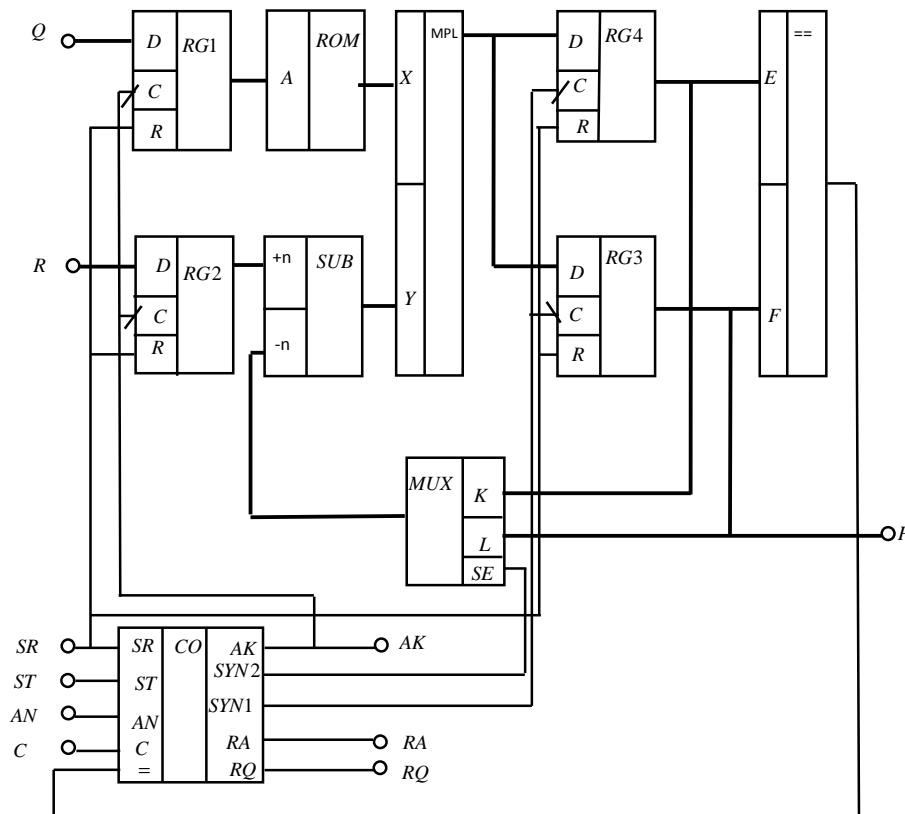 Q
D
RG1
C
R
A
ROM
X
MPL
Y
D
RG4
C
R
E
==
F
R
D
RG2
C
R
+n
SUB
-n
D
RG3
C
R
MUX
K
L
SE
SR
ST
AN
C
SR
CO
AK
ST
SYN2
AN
SYN1
C
RA
=
RQ
AK
RA
RQ